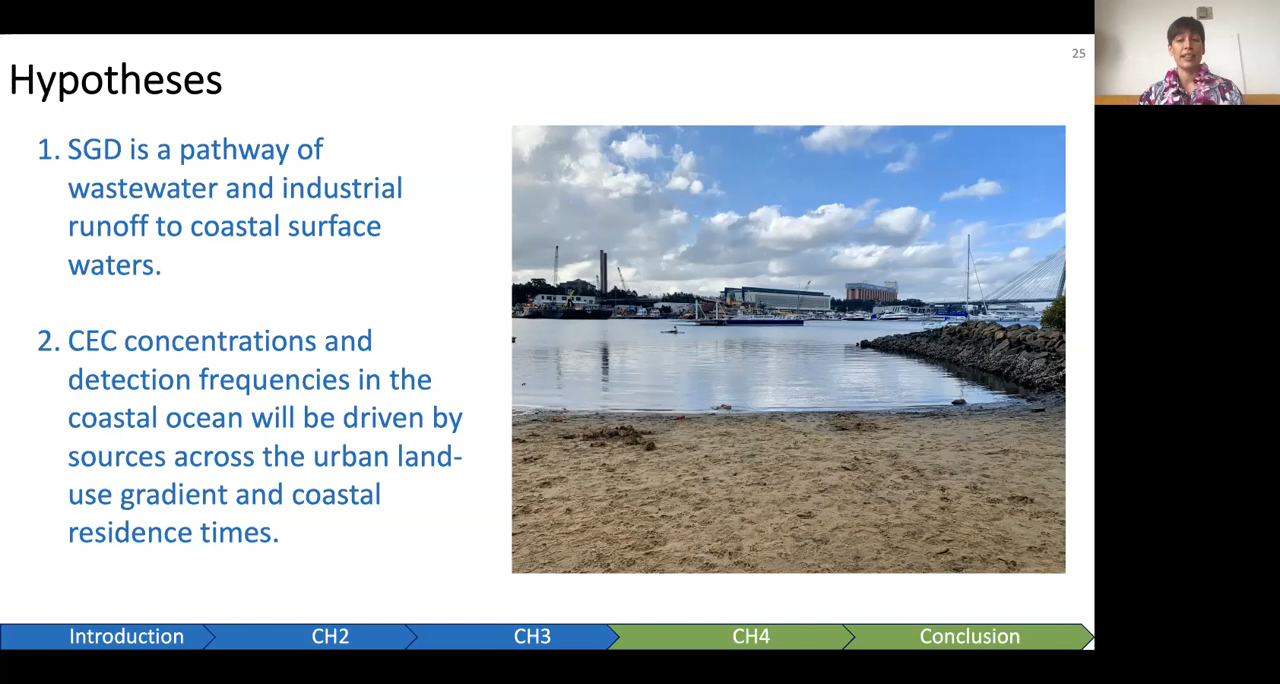 25
Hypotheses
1. SGD is a pathway of
wastewater and industrial
runoff to coastal surface
waters.
2. CEC concentrations and
detection frequencies in the
coastal ocean will be driven by
sources across the urban land-
use gradient and coastal
residence times.
Introduction
CH2
CH3
CH4
Conclusion